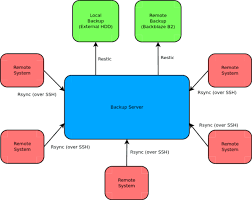 Local
Backup
(External HDD)
Remote
Backup
(Backblaze B2)
Restic
Restic
Remote
System
Remote
System
Rsync (over SSH)
Rsync (over SSH)
Backup Server
Rsync (over SSH)
Remote
System
Remote
System
Rsync (over SSH)
Rsync (over SSH)
Remote
System